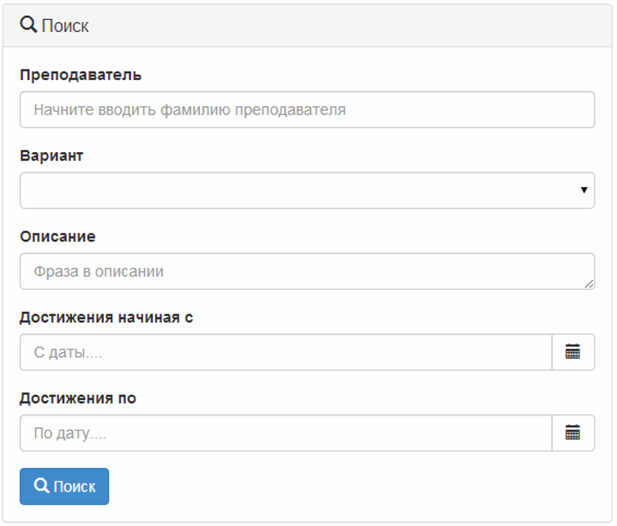 Поиск
Преподаватель
Начните вводить фамилию преподавателя
Вариант
Описание
Фраза в описании
Достижения начиная с
С даты....
Достижения по
По дату....
Поиск